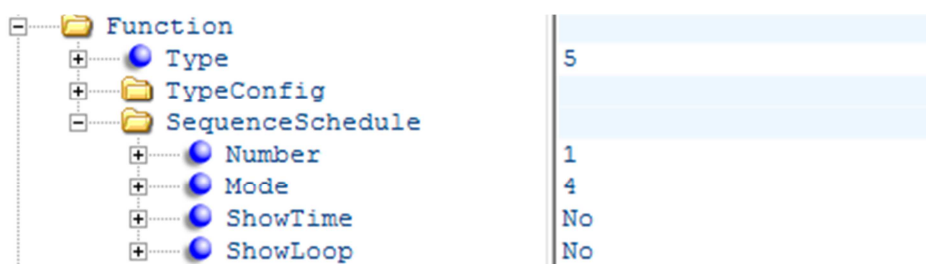 Function
Type 5
TypeConfig
SequenceSchedule
Number 1
Mode 4
ShowTime No
ShowLoop No